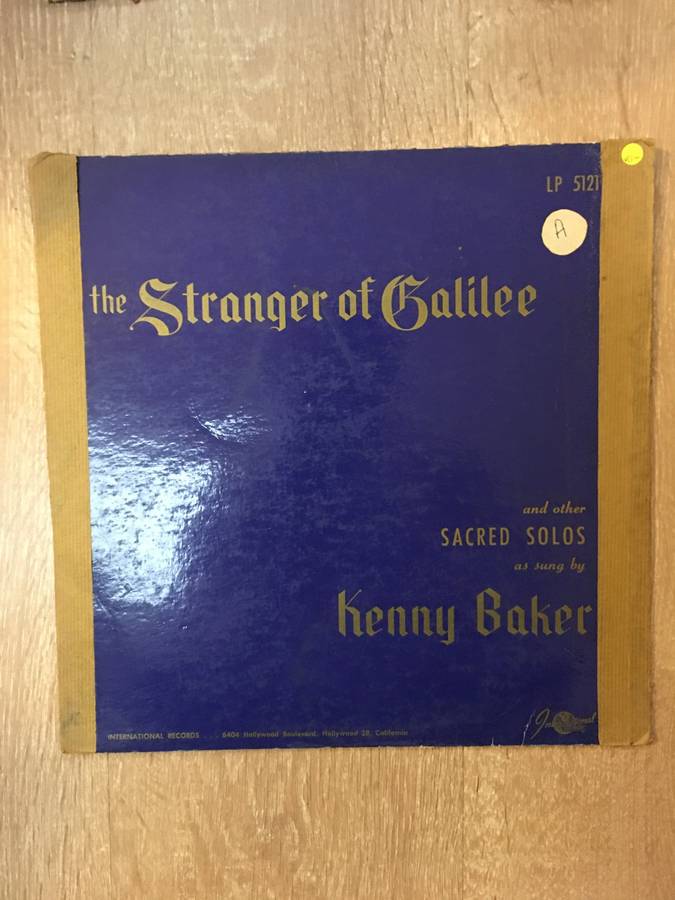 LP 5121
A
the Stranger of Galilee
and other
SACRED SOLOS
as sung by
Kenny Baker
International
INTERNATIONAL RECORDS . . . 6404 Hollywood Boulevard, Hollywood 28, California